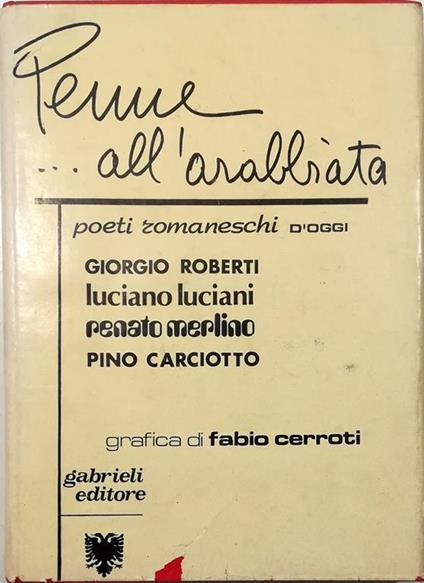 Penne
... all'arabbiata
poeti romaneschi D'OGGI
GIORGIO ROBERTI
luciano luciani
renato merlino
PINO CARCIOTTO
grafica di fabio cerroti
gabrieli
editore